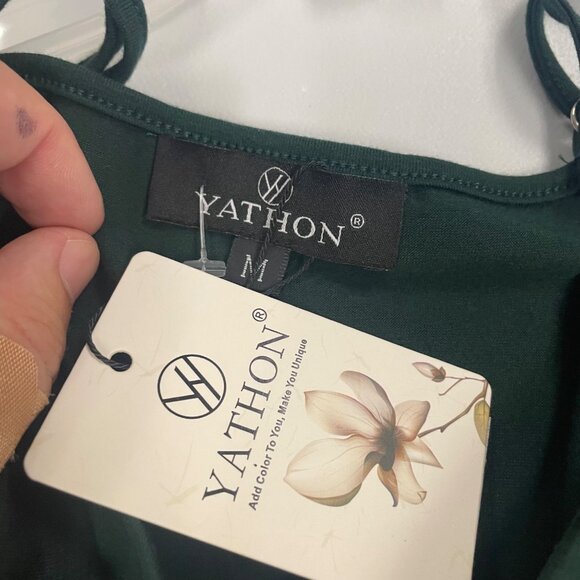 YATHON®
M
YATHON®
Add Color To You, Make You Unique